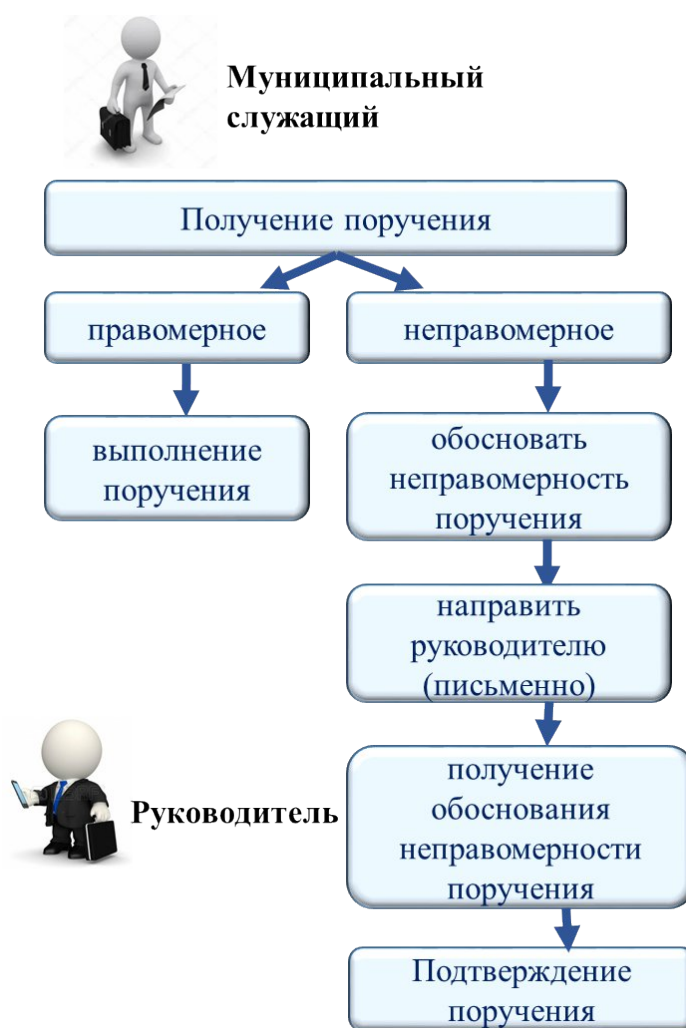 Муниципальный
служащий
Получение поручения
правомерное
неправомерное
выполнение
поручения
обосновать
неправомерность
поручения
направить
руководителю
(письменно)
Руководитель
получение
обоснования
неправомерности
поручения
Подтверждение
поручения